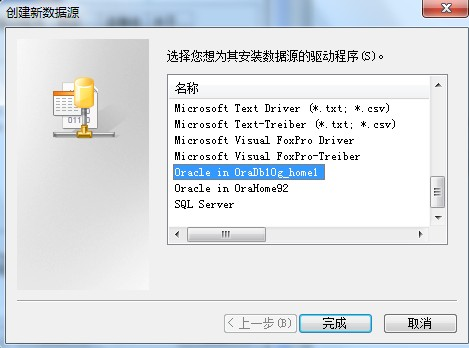 创建新数据源
选择您想为其安装数据源的驱动程序(S)。
名称
Microsoft Text Driver (*.txt; *.csv)
Microsoft Text-Treiber (*.txt; *.csv)
Microsoft Visual FoxPro Driver
Microsoft Visual FoxPro-Treiber
Oracle in OraDb10g_home1
Oracle in OraHome92
SQL Server
< 上一步(B)
完成
取消